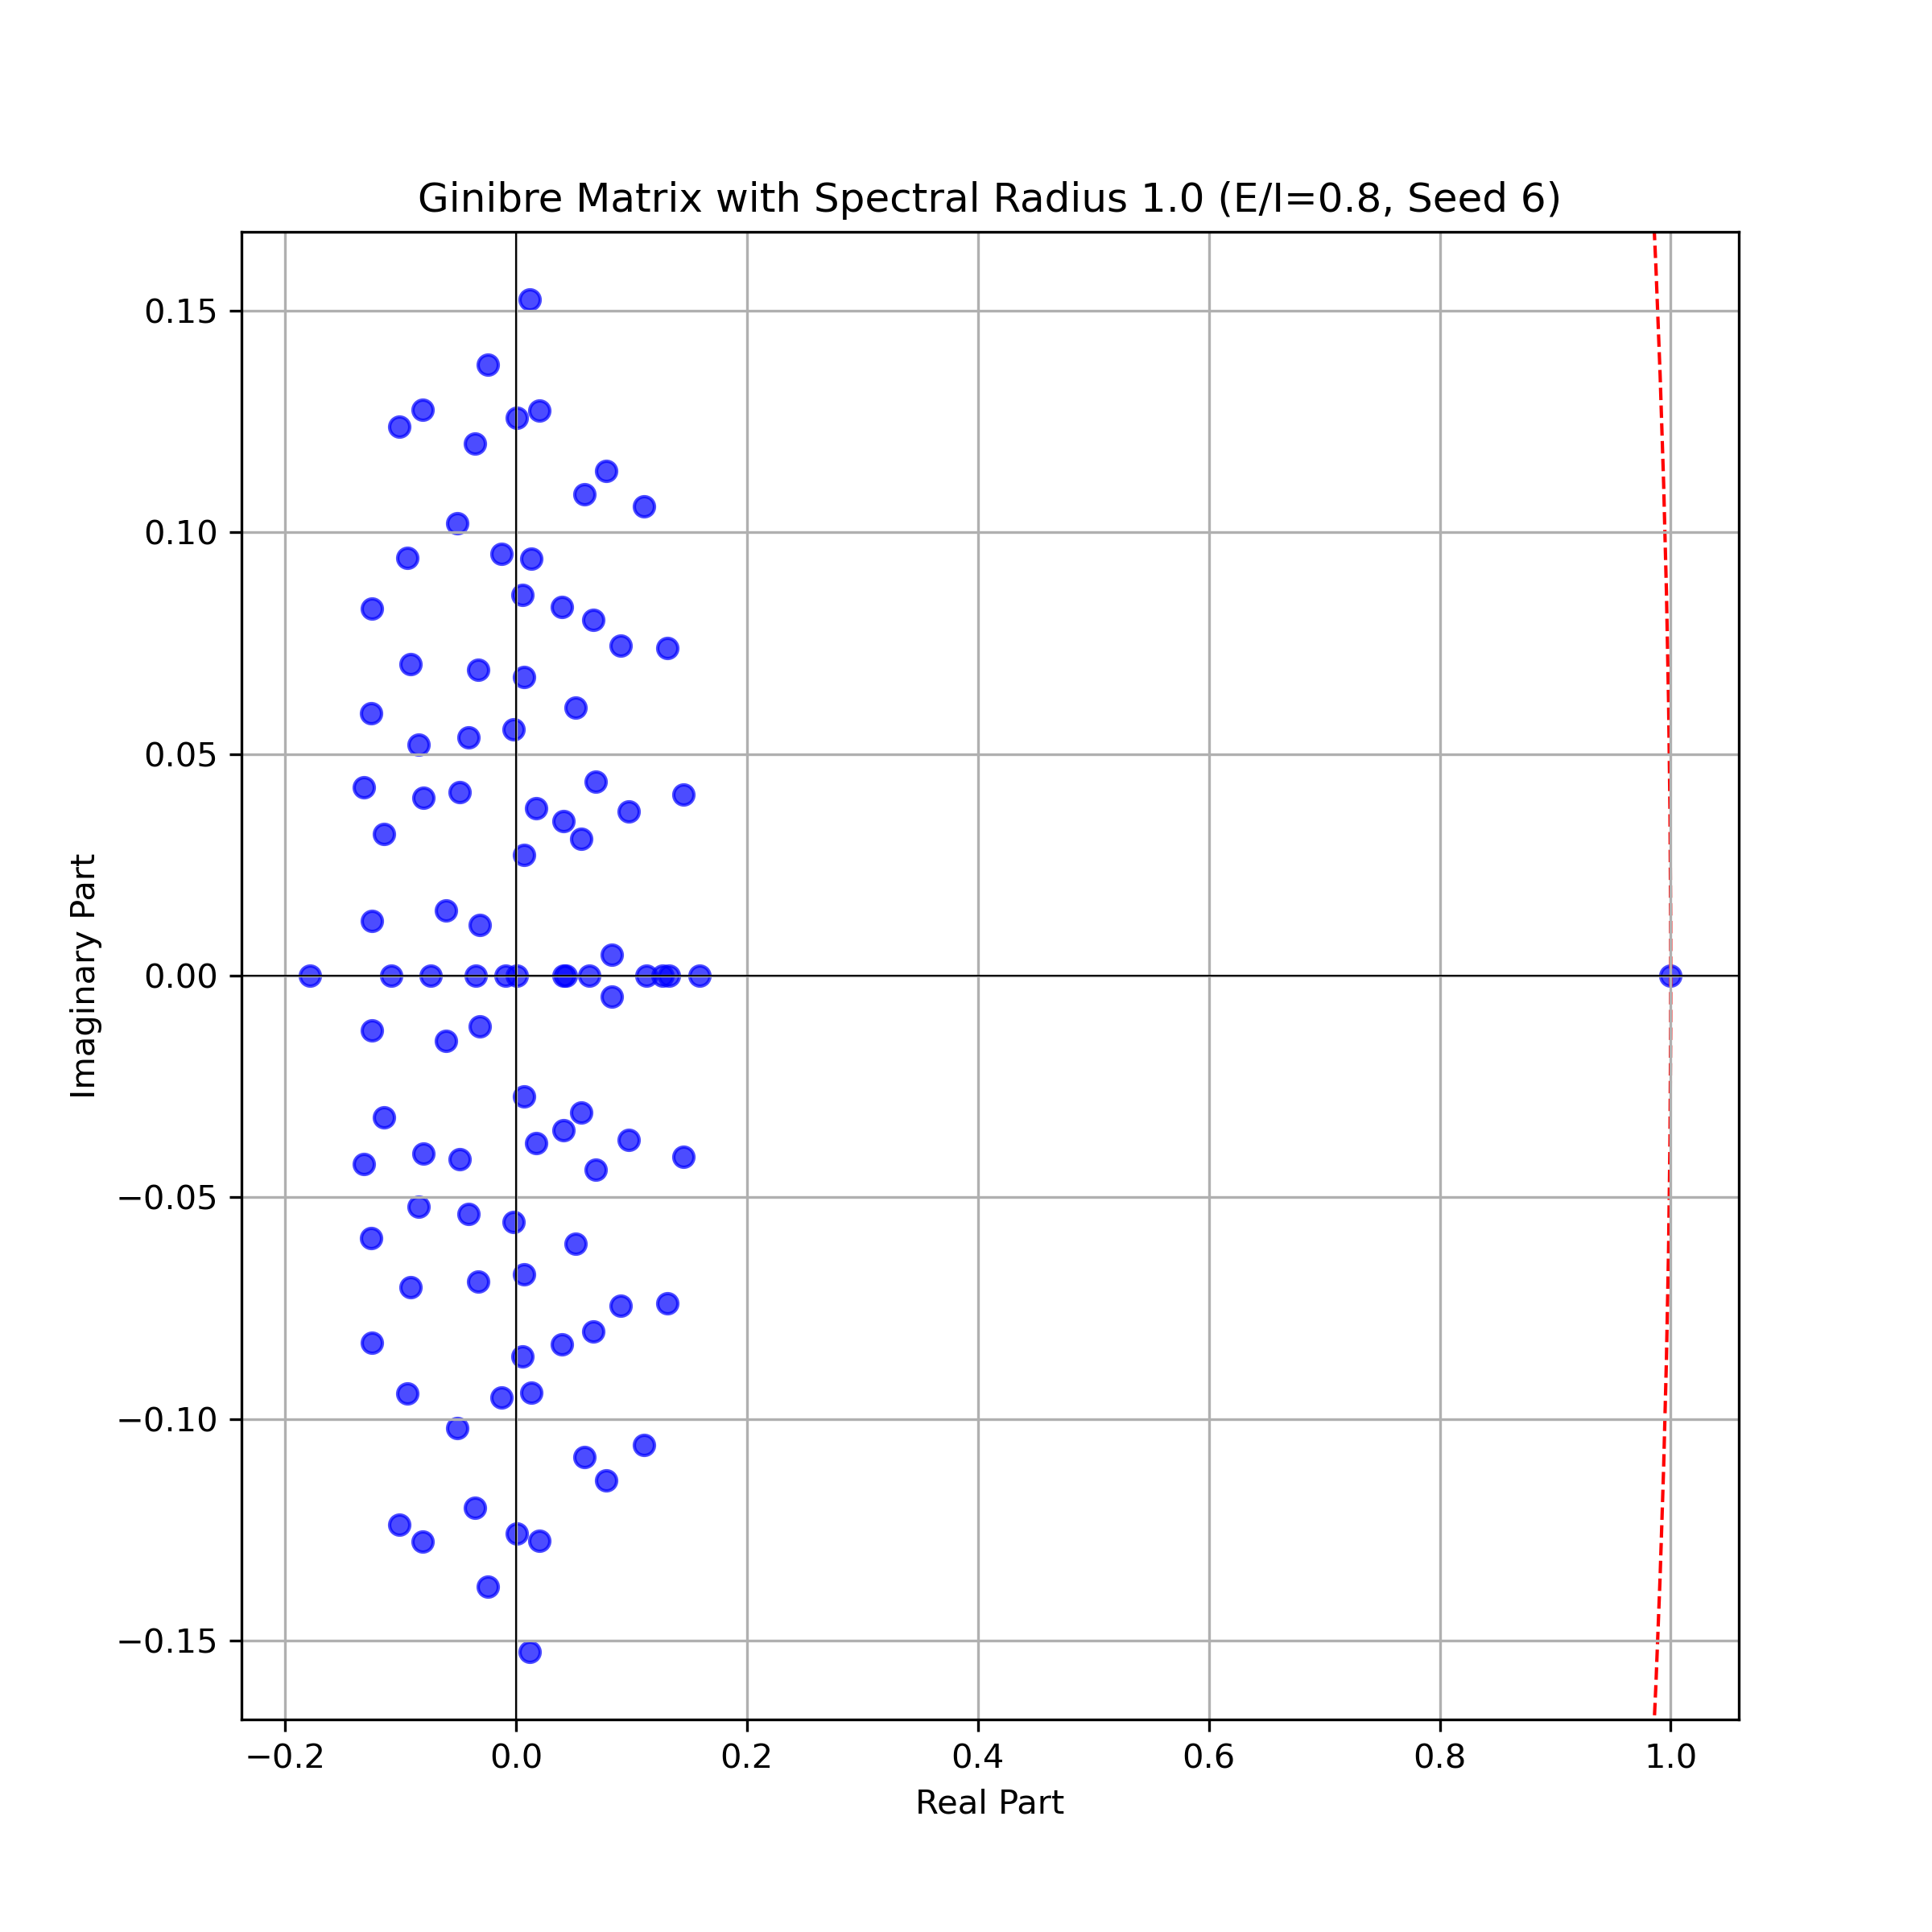 Ginibre Matrix with Spectral Radius 1.0 (E/I=0.8, Seed 6)
0.15
0.10
0.05
0.00
−0.05
−0.10
−0.15
Imaginary Part
−0.2 0.0 0.2 0.4 0.6 0.8 1.0
Real Part